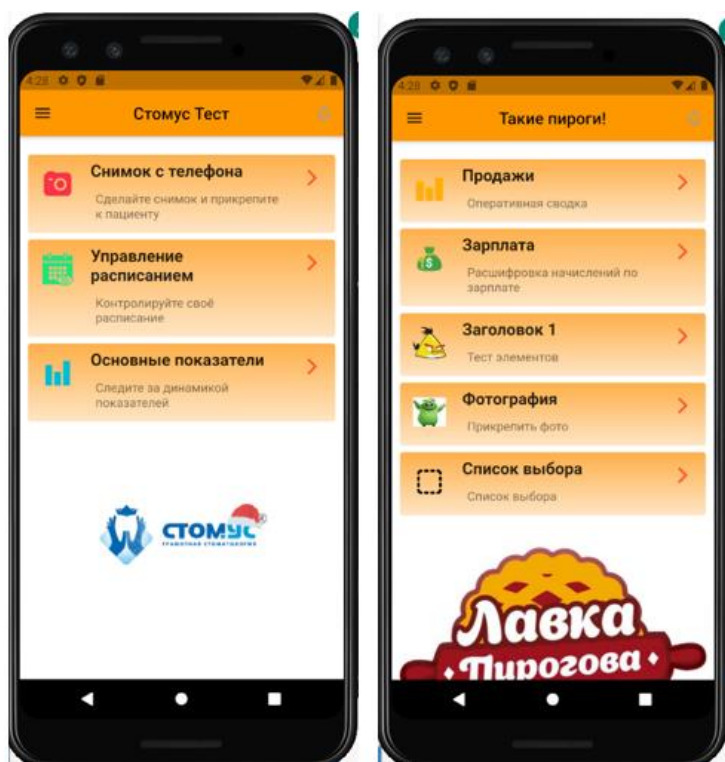 4:28
Стомус Тест
Снимок с телефона
Сделайте снимок и прикрепите
к пациенту
Управление
расписанием
Контролируйте своё
расписание
Основные показатели
Следите за динамикой
показателей
СТОМУС
ГРАМОТНАЯ СТОМАТОЛОГИЯ
4:28
Такие пироги!
Продажи
Оперативная сводка
Зарплата
Расшифровка начислений по
зарплате
Заголовок 1
Тест элементов
Фотография
Прикрепить фото
Список выбора
Список выбора
Лавка
Пирогова